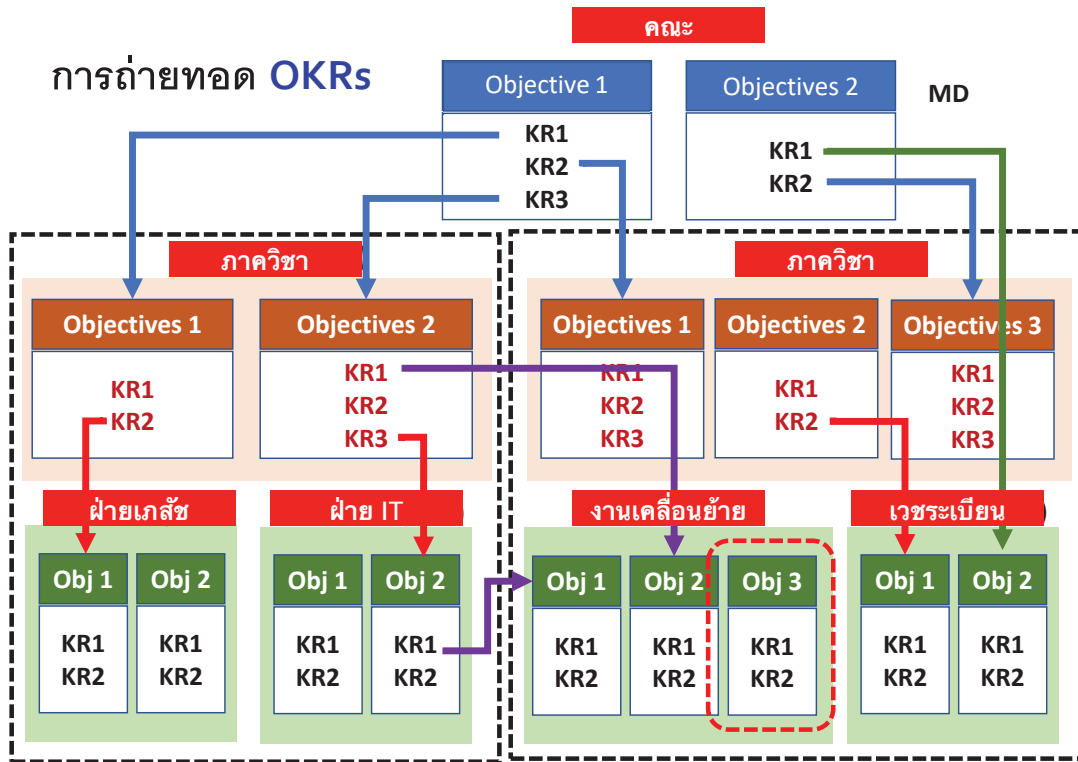 คณะ
การถ่ายทอด OKRs
Objective 1
Objectives 2
MD
KR1
KR2
KR3
KR1
KR2
ภาควิชา
ภาควิชา
Objectives 1
Objectives 2
Objectives 1
Objectives 2
Objectives 3
KR1
KR2
KR1
KR2
KR3
KR1
KR2
KR3
KR1
KR2
KR1
KR2
KR3
ฝ่ายเภสัช
ฝ่าย IT
งานเคลื่อนย้าย
เวชระเบียน
Obj 1
Obj 2
Obj 1
Obj 2
Obj 1
Obj 2
Obj 3
Obj 1
Obj 2
KR1
KR2
KR1
KR2
KR1
KR2
KR1
KR2
KR1
KR2
KR1
KR2
KR1
KR2
KR1
KR2
KR1
KR2